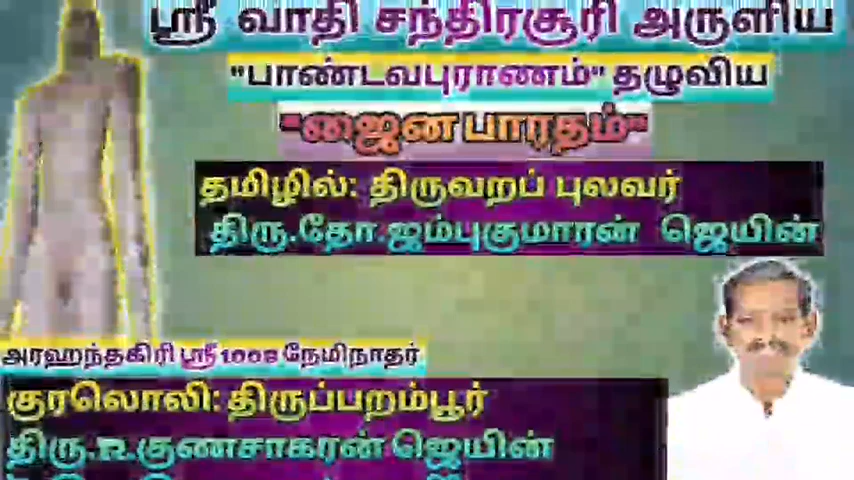 ஸ்ரீ வாதி சந்திரசூரி அருளிய
"பாண்டவபுராணம்" தழுவிய
"ஜைன பாரதம்"
தமிழில்: திருவறப் புலவர்
திரு.தோ.ஜம்புகுமாரன் ஜெயின்
அரஹந்தகிரி ஸ்ரீ 1008 நேமிநாதர்
குரலொலி: திருப்பறம்பூர்
திரு.உ.குணசாகரன் ஜெயின்